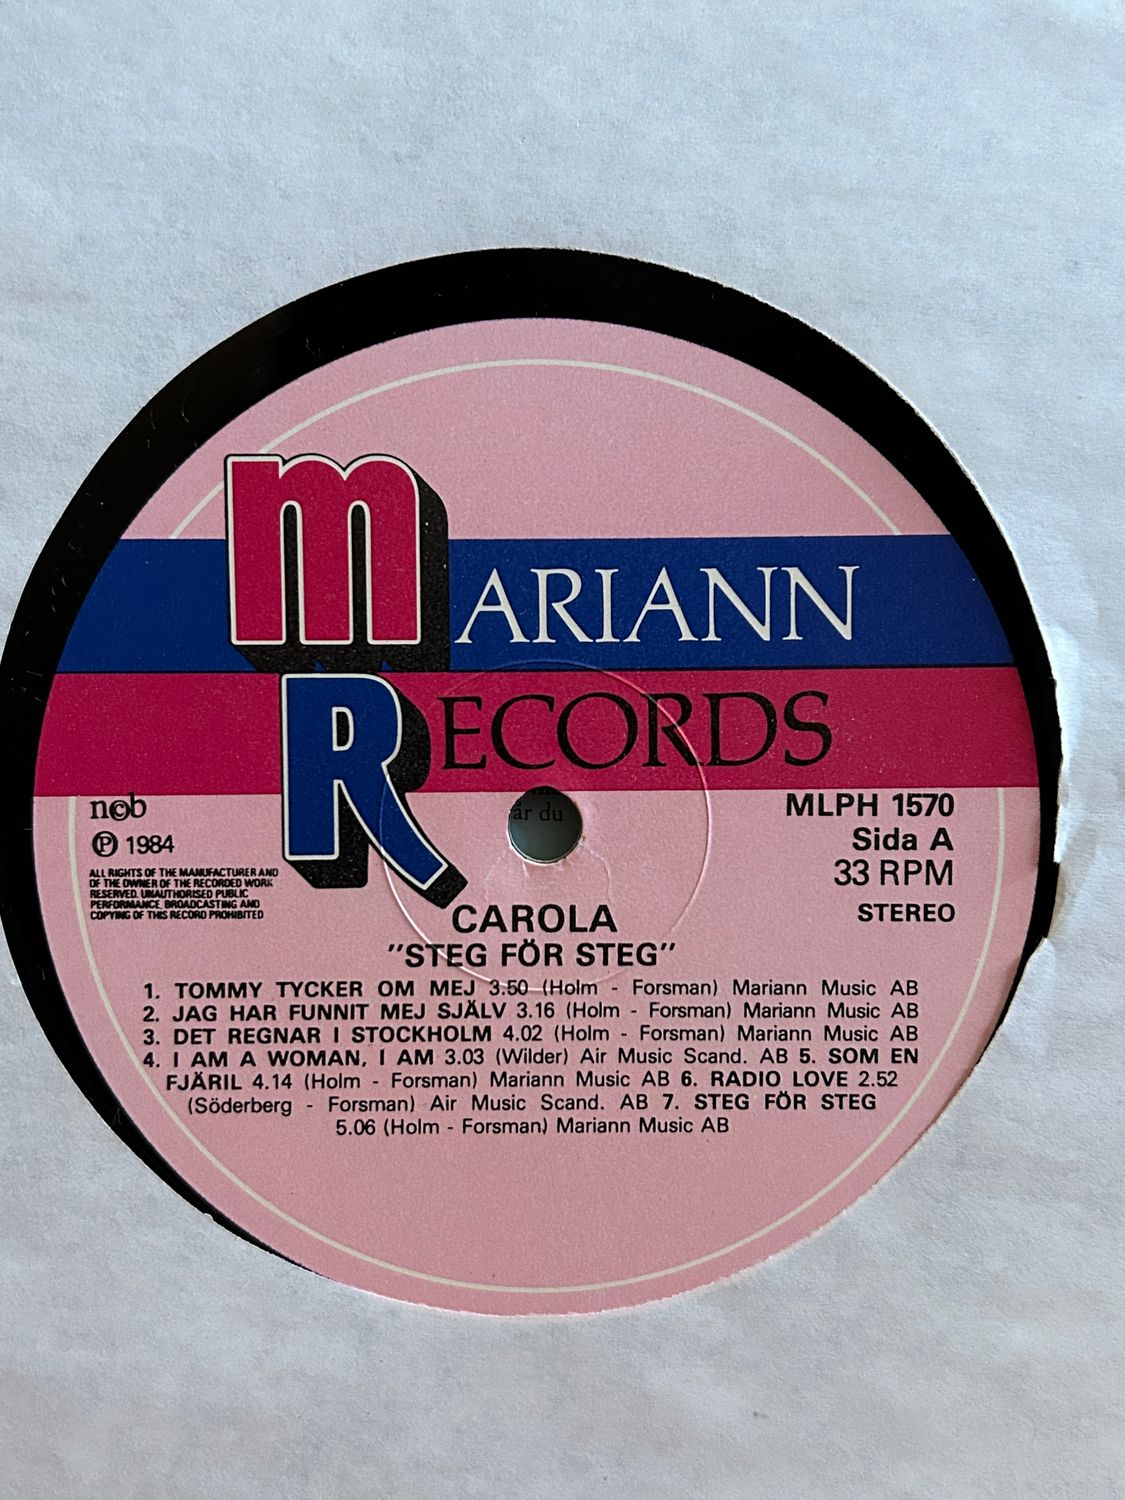 MARIANN
RECORDS
ncb
Ⓟ 1984
ALL RIGHTS OF THE MANUFACTURER AND
OF THE OWNER OF THE RECORDED WORK
RESERVED. UNAUTHORISED PUBLIC
PERFORMANCE, BROADCASTING AND
COPYING OF THIS RECORD PROHIBITED
år du
MLPH 1570
Sida A
33 RPM
STEREO
CAROLA
"STEG FÖR STEG"
1. TOMMY TYCKER OM MEJ 3.50 (Holm - Forsman) Mariann Music AB
2. JAG HAR FUNNIT MEJ SJÄLV 3.16 (Holm - Forsman) Mariann Music AB
3. DET REGNAR I STOCKHOLM 4.02 (Holm - Forsman) Mariann Music AB
4. I AM A WOMAN, I AM 3.03 (Wilder) Air Music Scand. AB 5. SOM EN
FJÄRIL 4.14 (Holm - Forsman) Mariann Music AB 6. RADIO LOVE 2.52
(Söderberg - Forsman) Air Music Scand. AB 7. STEG FÖR STEG
5.06 (Holm - Forsman) Mariann Music AB